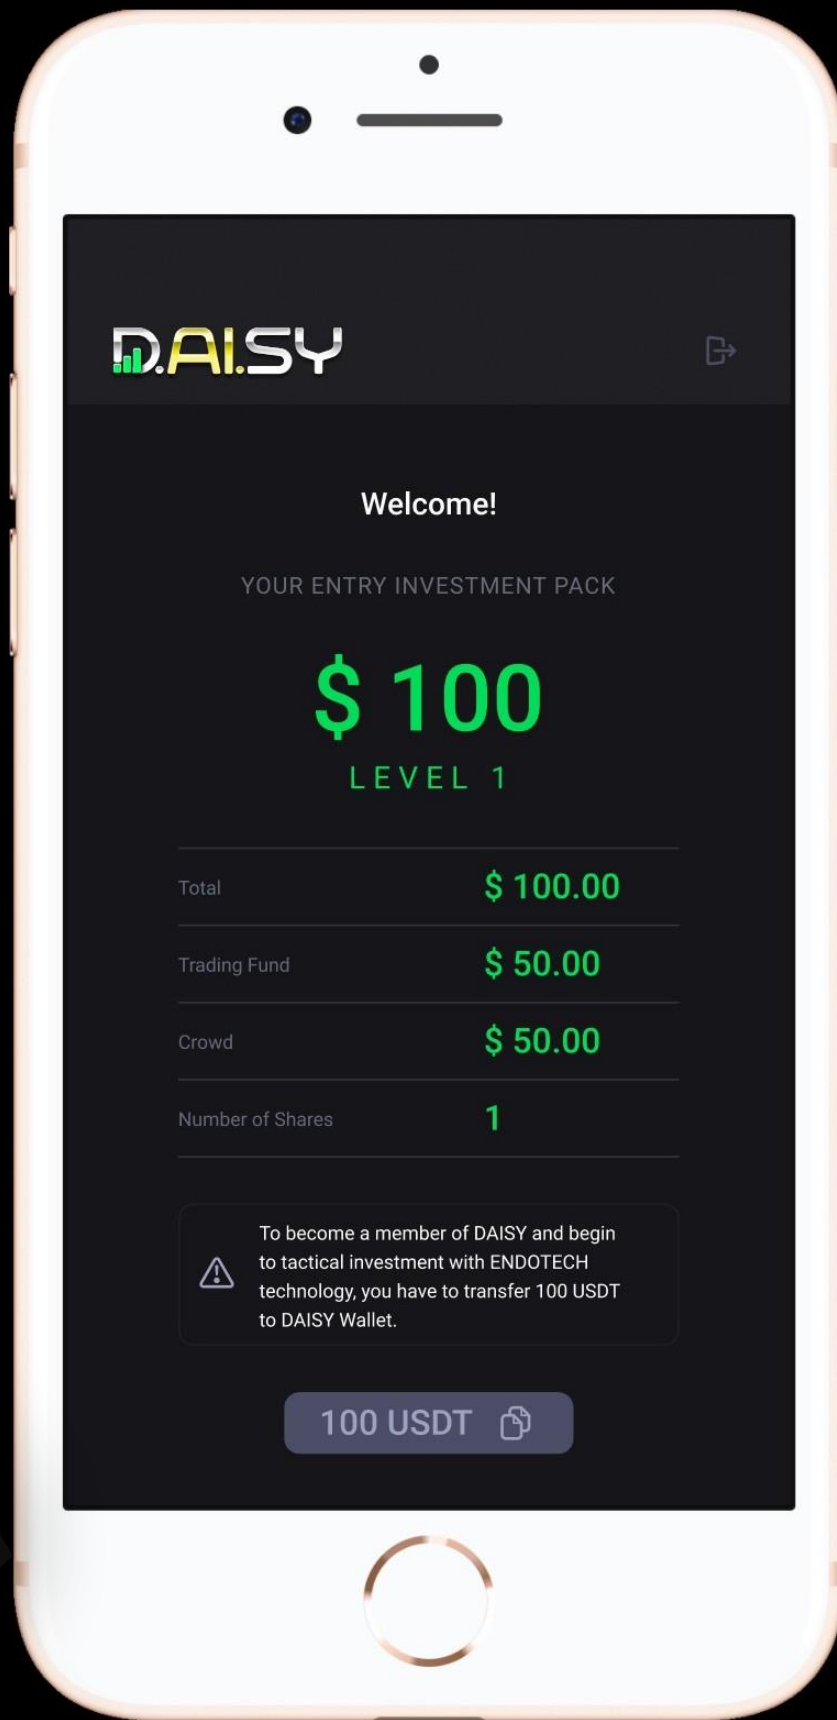 D.AI.SY
Welcome!
YOUR ENTRY INVESTMENT PACK
$ 100
LEVEL 1
Total $ 100.00
Trading Fund $ 50.00
Crowd $ 50.00
Number of Shares 1
To become a member of DAISY and begin
to tactical investment with ENDOTECH
technology, you have to transfer 100 USDT
to DAISY Wallet.
100 USDT